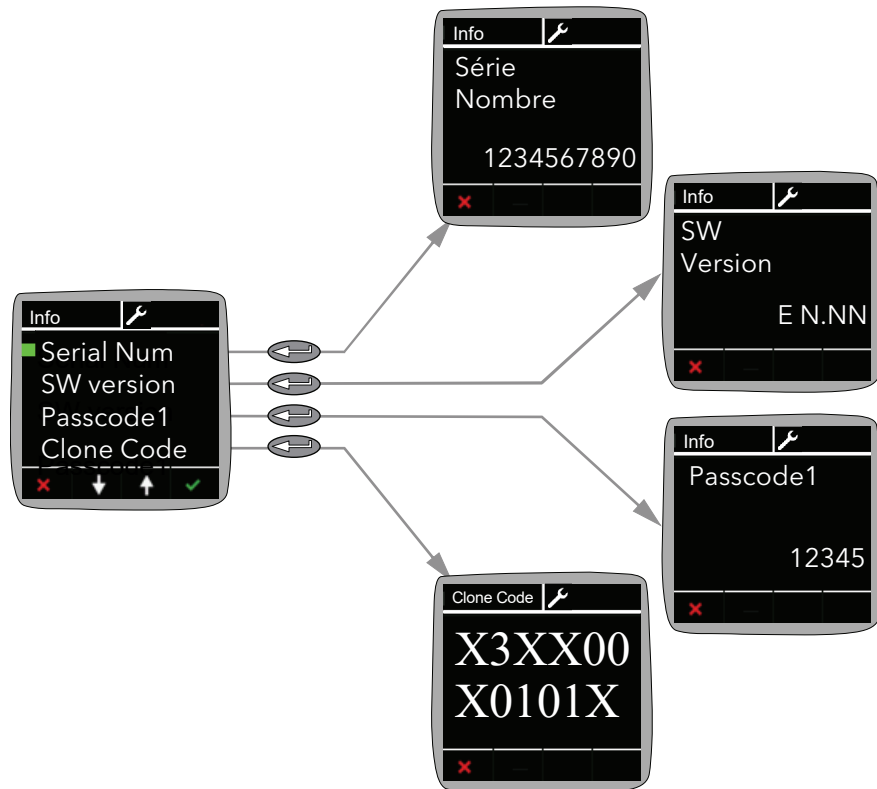 Info
Série
Nombre
1234567890
Info
SW
Version
E N.NN
Info
Serial Num
SW version
Passcode1
Clone Code
Info
Passcode1
12345
Clone Code
X3XX00
X0101X